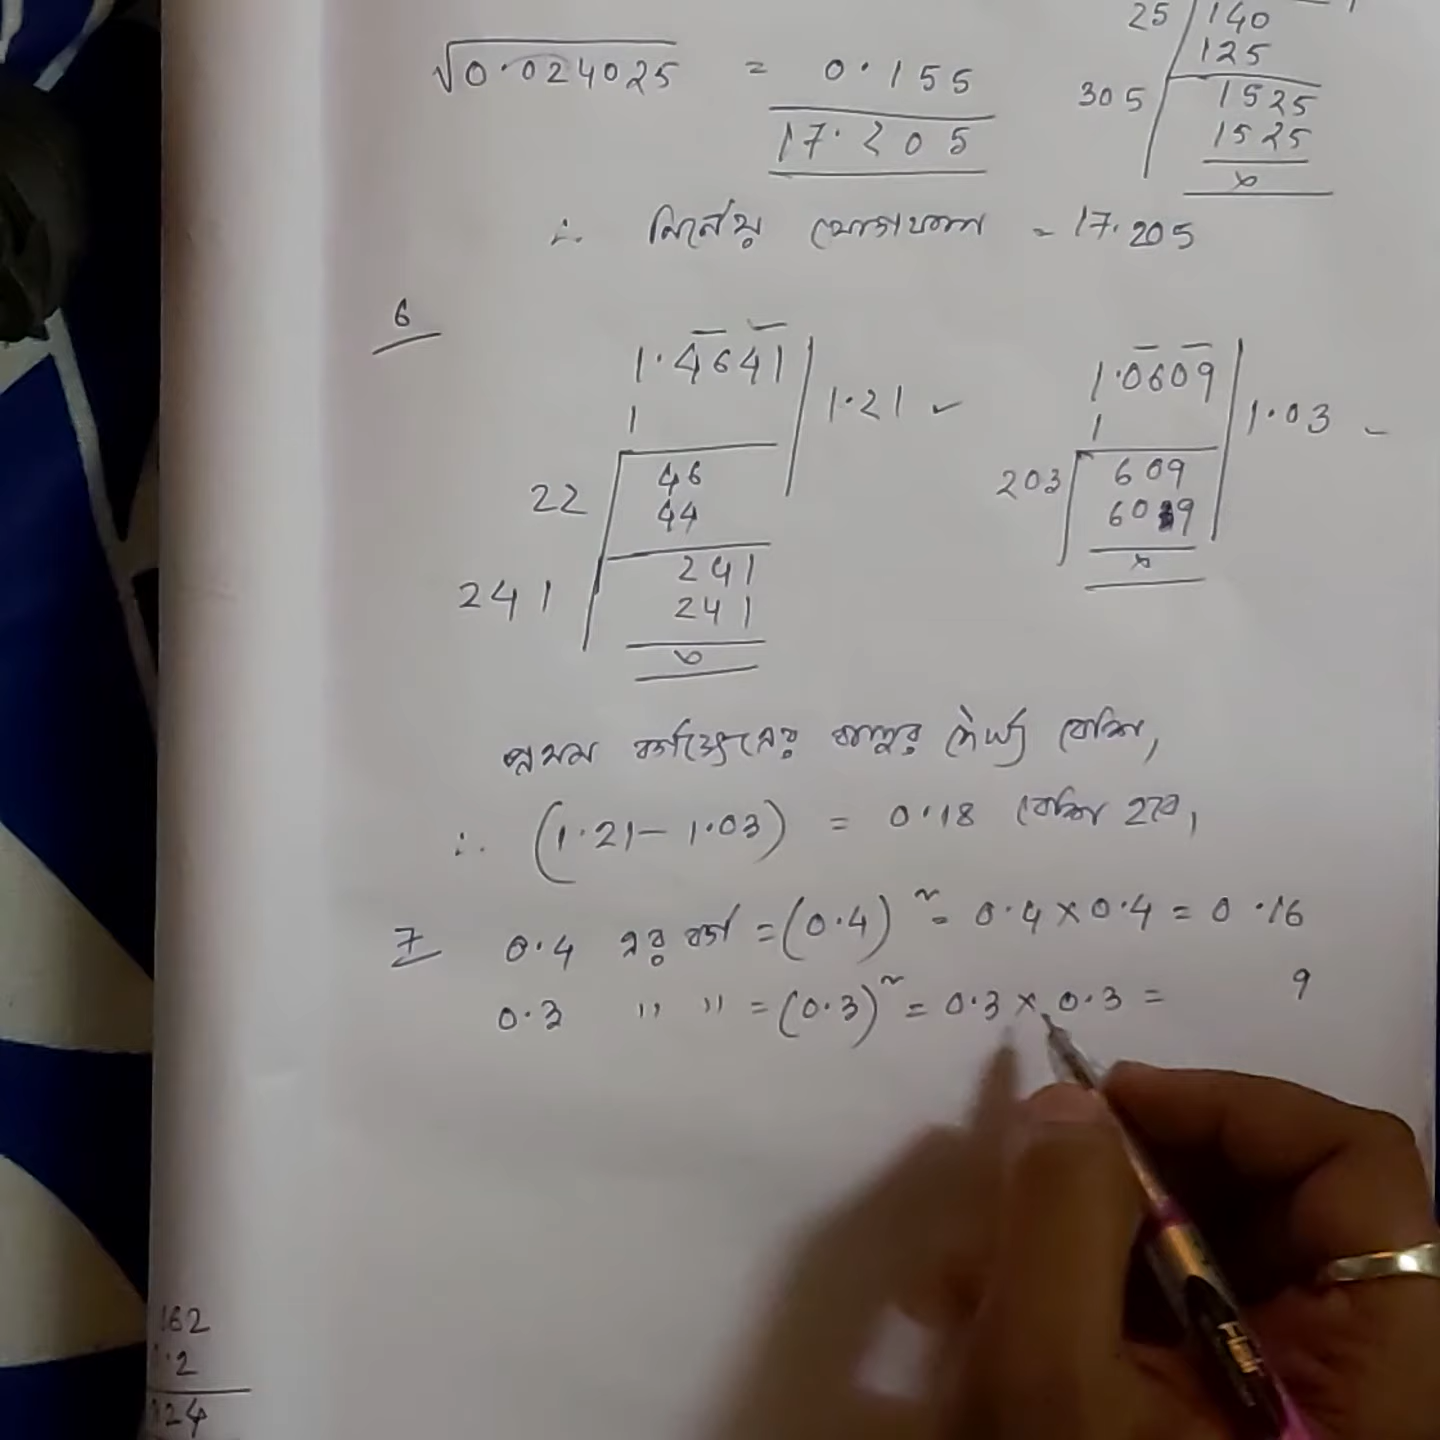 25 140
125
√0.024025 = 0.155
305 1525
17.205
1525
x
∴ নির্ণেয় যোগফল = 17.205
6
1.4641 1.21 ✓
1
22 46
44
241 241
241
x
1.0609 1.03
1
203 609
609
x
প্রথম বর্গক্ষেত্রের বাহুর দৈর্ঘ্য বেশি,
∴ (1.21 - 1.03) = 0.18 বেশি হবে,
7 0.4 এর বর্গ = (0.4)² = 0.4 × 0.4 = 0.16
0.3 " " = (0.3)² = 0.3 × 0.3 = 9
162
.2
24